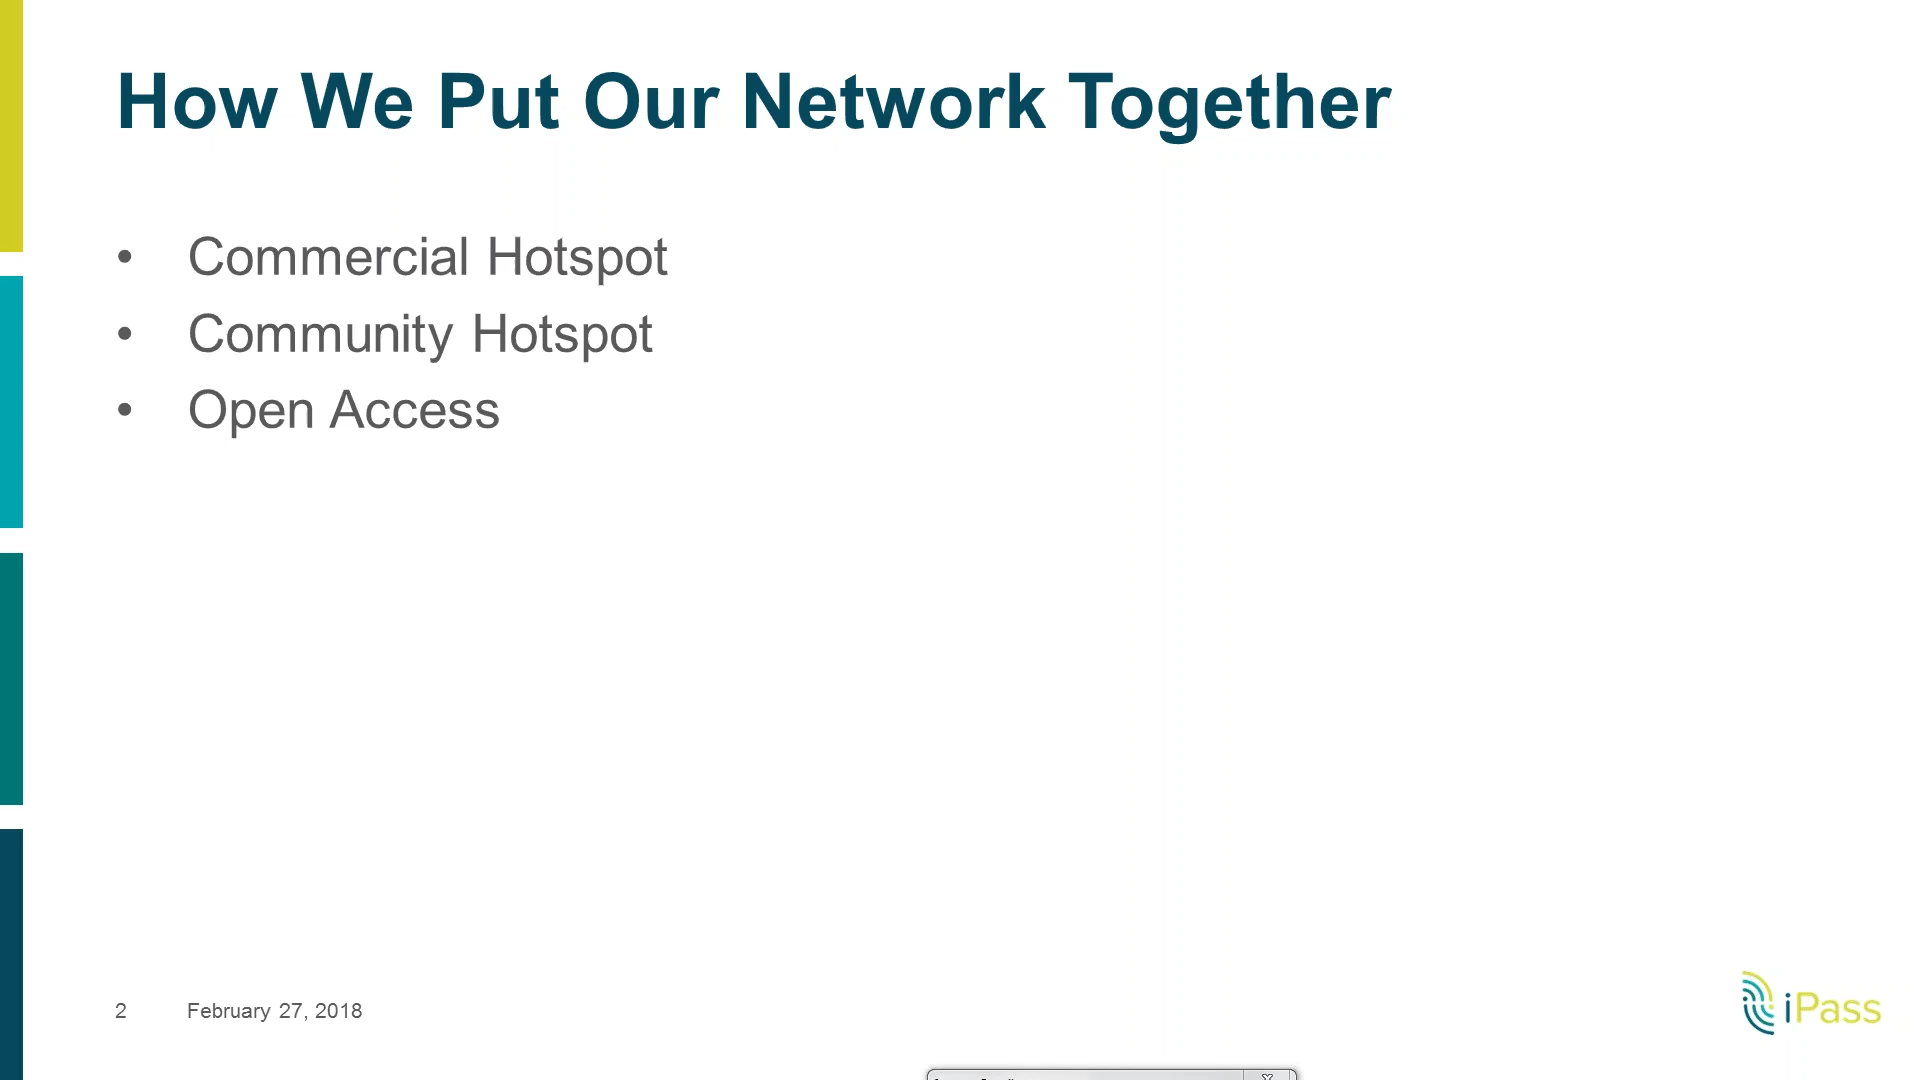 How We Put Our Network Together
• Commercial Hotspot
• Community Hotspot
• Open Access
2 February 27, 2018
iPass